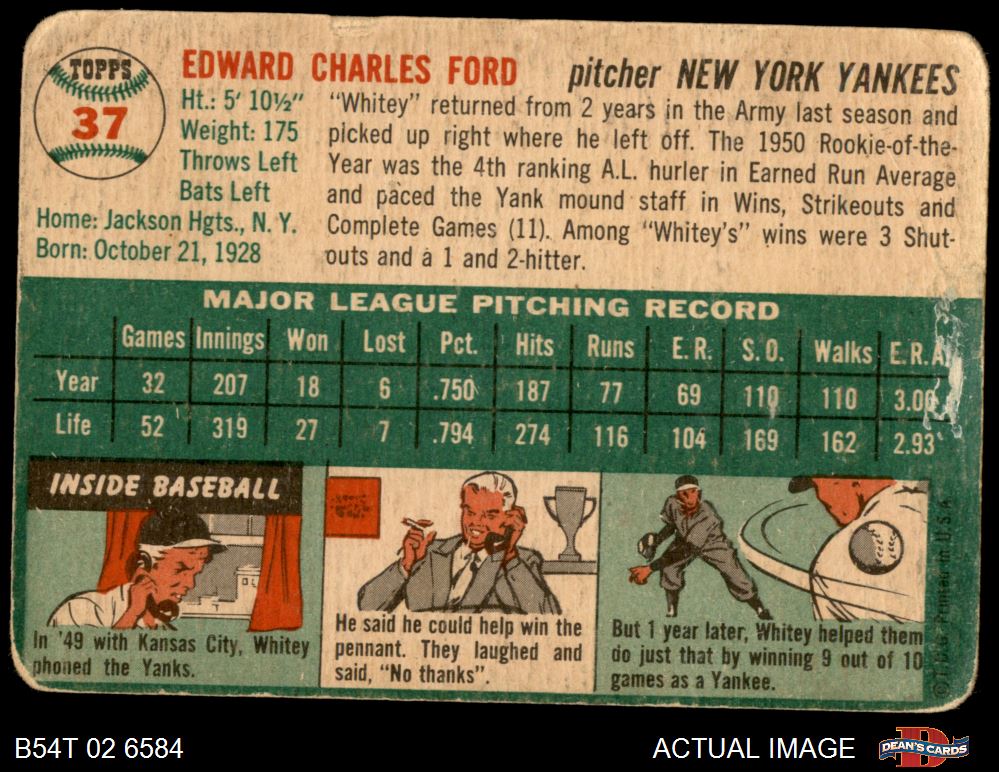 TOPPS
37
EDWARD CHARLES FORD pitcher NEW YORK YANKEES
Ht.: 5' 10½"
Weight: 175
Throws Left
Bats Left
Home: Jackson Hgts., N. Y.
Born: October 21, 1928
"Whitey" returned from 2 years in the Army last season and
picked up right where he left off. The 1950 Rookie-of-the-
Year was the 4th ranking A.L. hurler in Earned Run Average
and paced the Yank mound staff in Wins, Strikeouts and
Complete Games (11). Among "Whitey's" wins were 3 Shut-
outs and a 1 and 2-hitter.
MAJOR LEAGUE PITCHING RECORD
Games Innings Won Lost Pct. Hits Runs E.R. S.O. Walks E.R.A.
Year 32 207 18 6 .750 187 77 69 110 110 3.00
Life 52 319 27 7 .794 274 116 104 169 162 2.93
INSIDE BASEBALL
In '49 with Kansas City, Whitey
phoned the Yanks.
He said he could help win the
pennant. They laughed and
said, "No thanks".
But 1 year later, Whitey helped them
do just that by winning 9 out of 10
games as a Yankee.
Printed in U.S.A.
B54T 02 6584
ACTUAL IMAGE
DEAN'S CARDS